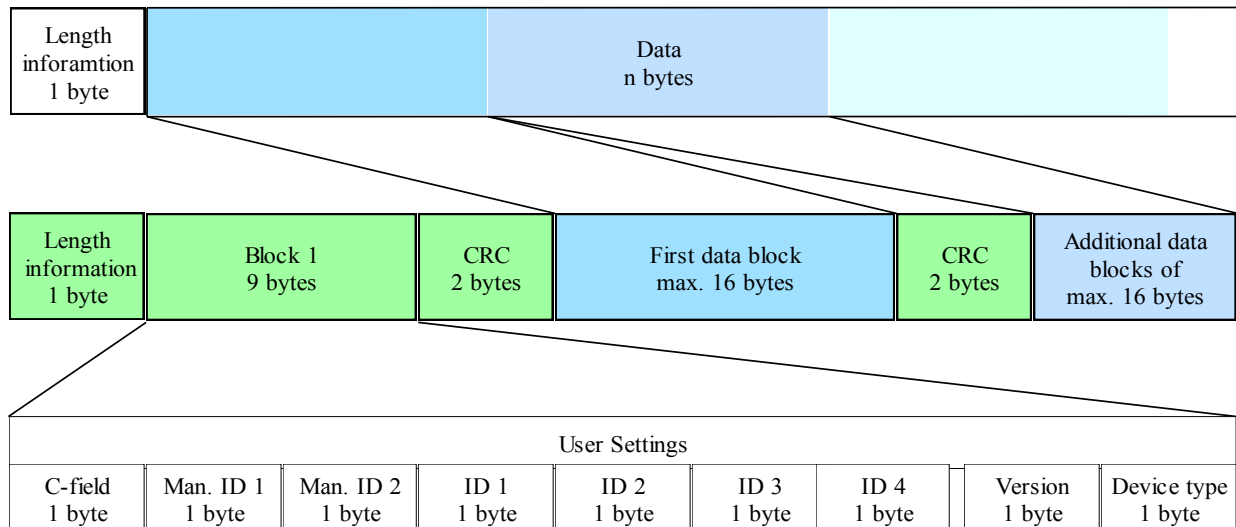 Length
inforamtion
1 byte
Data
n bytes
Length
information
1 byte
Block 1
9 bytes
CRC
2 bytes
First data block
max. 16 bytes
CRC
2 bytes
Additional data
blocks of
max. 16 bytes
User Settings
C-field
1 byte
Man. ID 1
1 byte
Man. ID 2
1 byte
ID 1
1 byte
ID 2
1 byte
ID 3
1 byte
ID 4
1 byte
Version
1 byte
Device type
1 byte